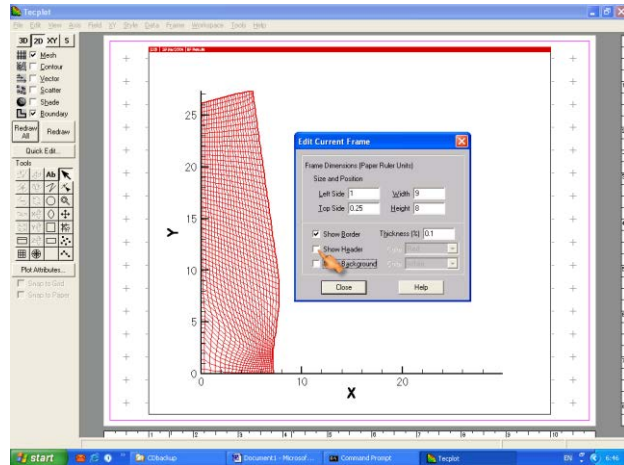 Tecplot
File Edit View Axis Field XY Style Data Frame Workspace Tools Help
3D 2D XY S
Mesh
Contour
Vector
Scatter
Shade
Boundary
Redraw All Redraw
Quick Edit...
Tools
Ab
Plot Attributes...
Snap to Grid
Snap to Paper
25
20
15
10
5
0
Y
0 10 20
X
Edit Current Frame
Frame Dimensions (Paper Ruler Units)
Size and Position
Left Side 1 Width 9
Top Side 0.25 Height 8
Show Border Thickness (%) 0.1
Show Header
Background
Close Help
start CDbackup Document1 - Microsof... Command Prompt Tecplot EN 6:46